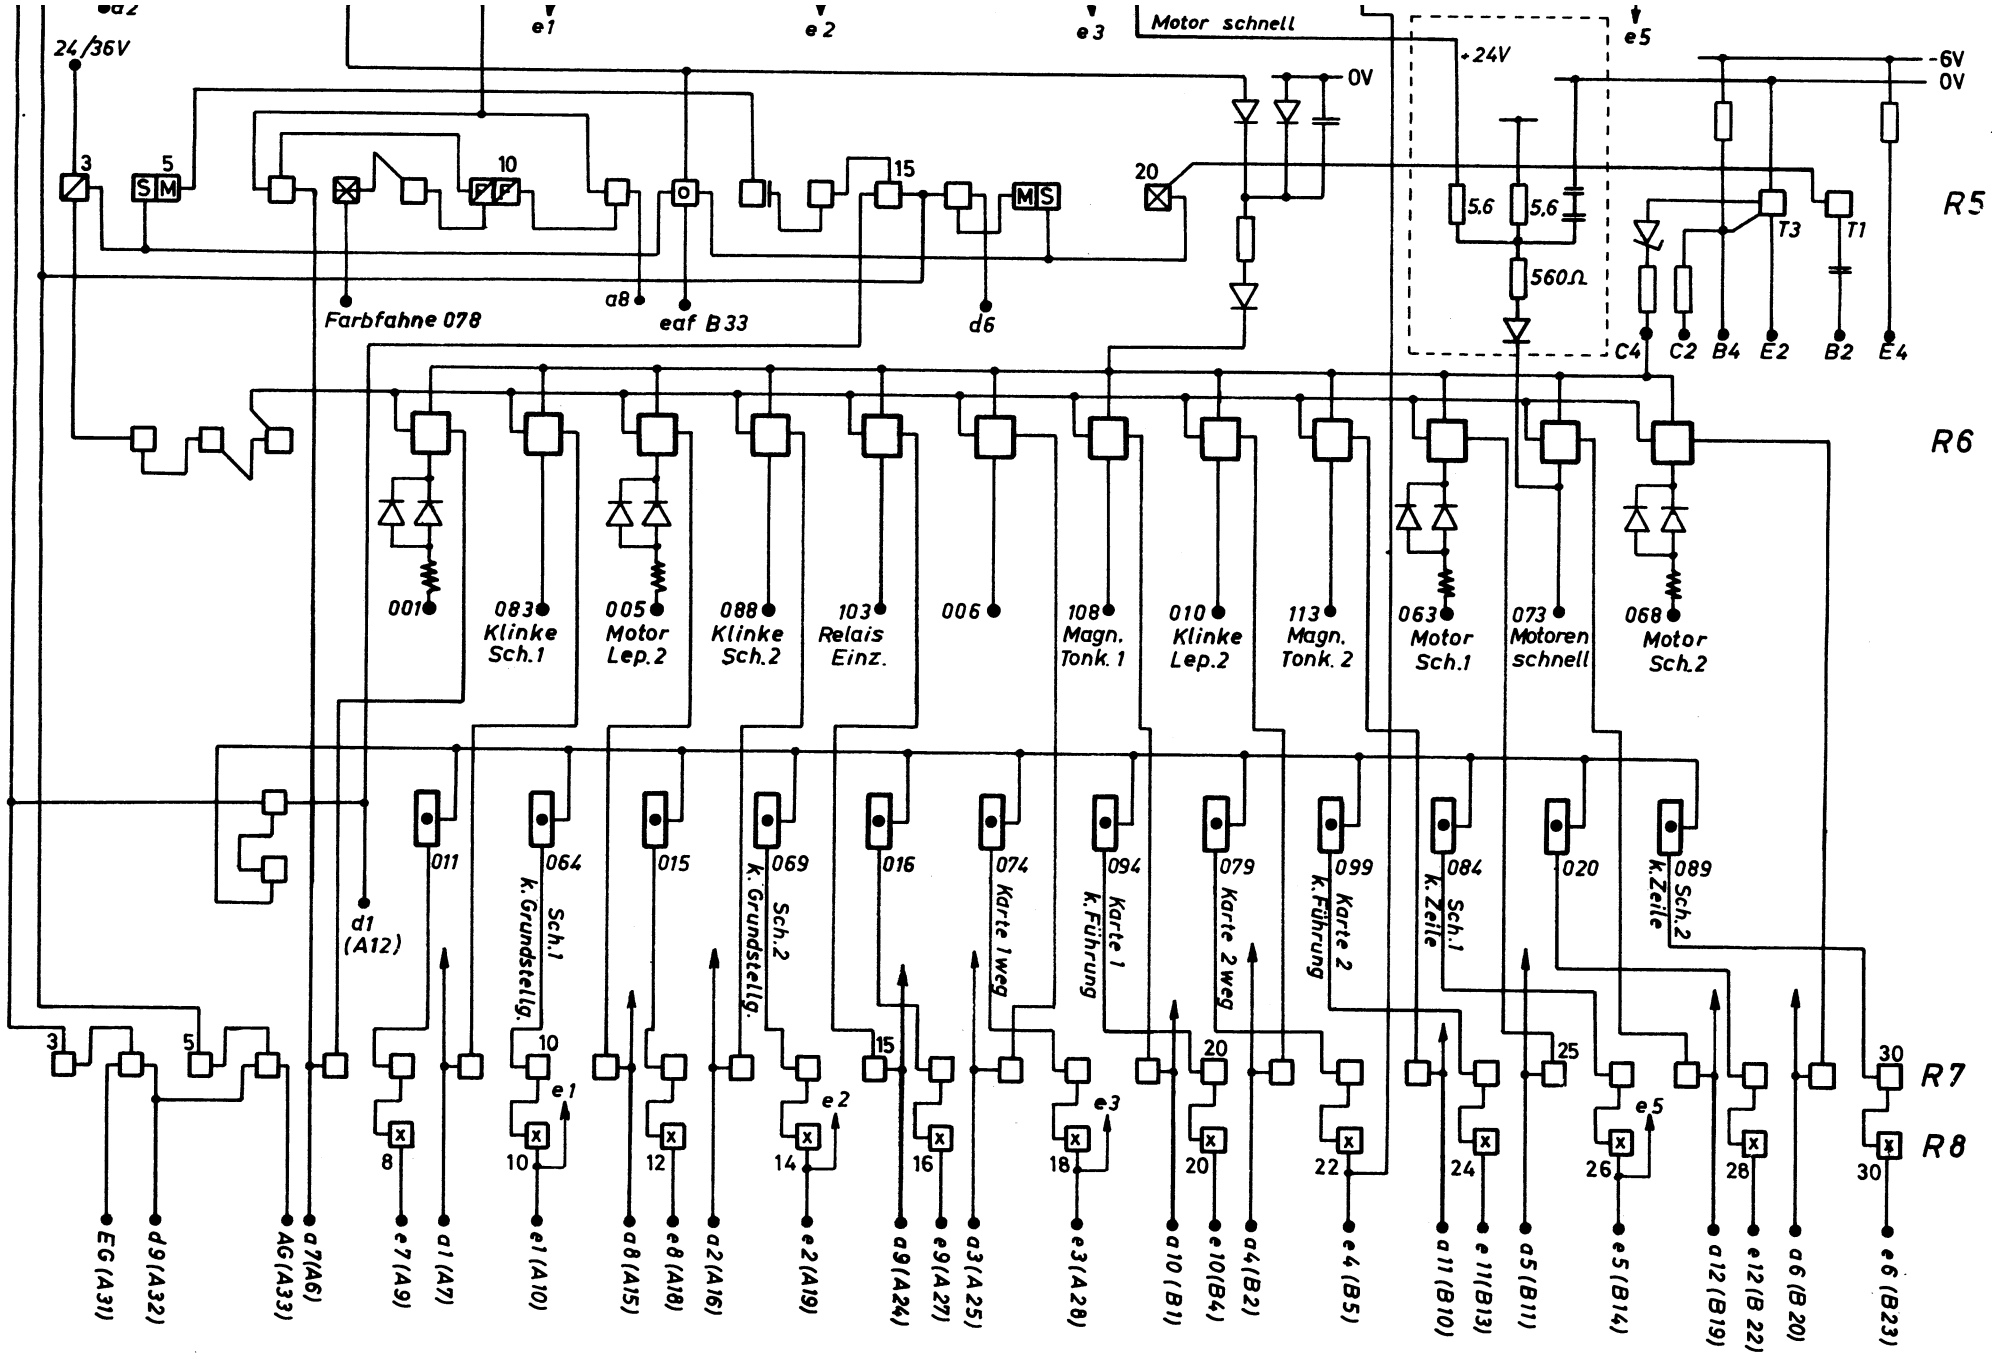 a2
e1
e2
e3
Motor schnell
e5
24/36V
+24V
-6V
0V
0V
3
5
10
15
20
S M
F F
O
M S
5,6
5,6
T3
T1
R5
560Ω
Farbfahne 078
a8
eaf B33
d6
C4
C2
B4
E2
B2
E4
R6
001
083
Klinke
Sch.1
005
Motor
Lep.2
088
Klinke
Sch.2
103
Relais
Einz.
006
108
Magn.
Tonk.1
010
Klinke
Lep.2
113
Magn.
Tonk.2
063
Motor
Sch.1
073
Motoren
schnell
068
Motor
Sch.2
011
064
015
069
016
074
094
079
099
084
020
089
Sch.1
k.Grundstellg.
Sch.2
k.Grundstellg.
Karte 1 weg
Karte 1
k.Führung
Karte 2 weg
Karte 2
k.Führung
Sch.1
k.Zeile
Sch.2
k.Zeile
d1
(A12)
3
5
10
15
20
25
30
R7
e1
e2
e3
e5
x
x
x
x
x
x
x
x
x
x
x
x
R8
8
10
12
14
16
18
20
22
24
26
28
30
EG (A31)
d9(A32)
AG(A33)
a7(A6)
e7(A9)
a1(A7)
e1(A10)
a8(A15)
e8(A18)
a2(A16)
e2(A19)
a9(A24)
e9(A27)
a3(A25)
e3(A28)
a10(B1)
e10(B4)
a4(B2)
e4(B5)
a11(B10)
e11(B13)
a5(B11)
e5(B14)
a12(B19)
e12(B 22)
a6(B 20)
e6(B23)